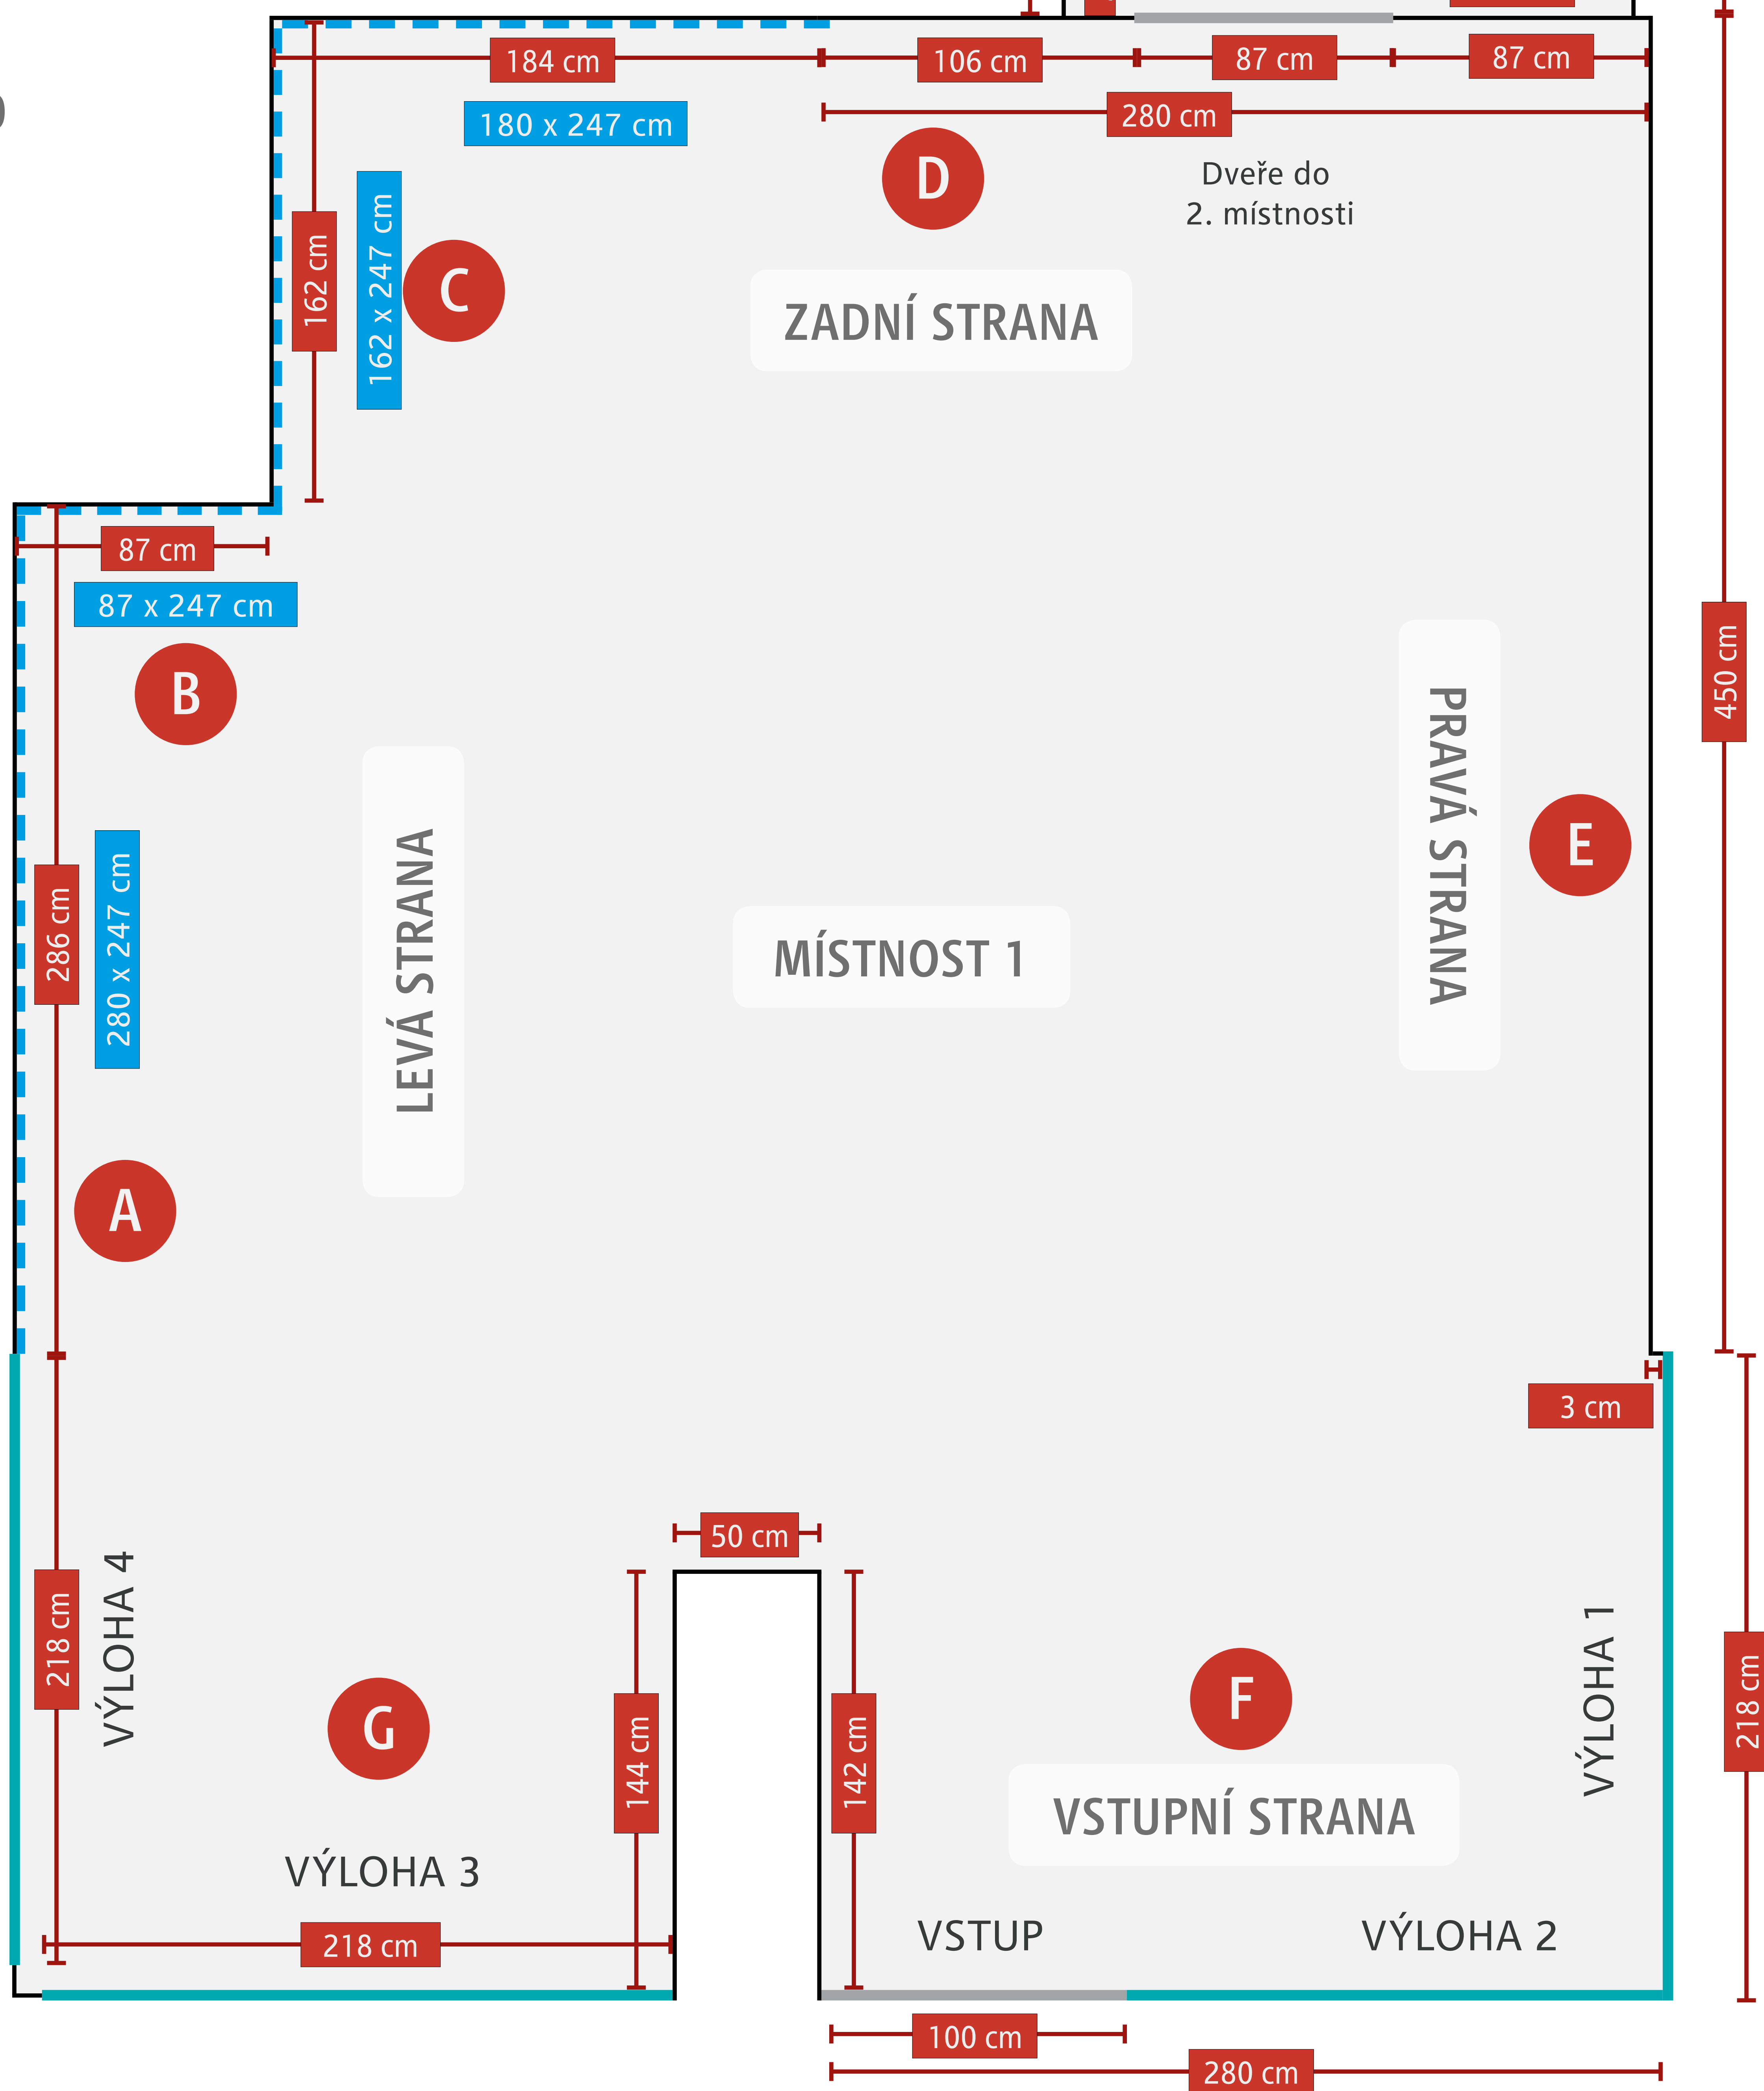 184 cm
106 cm
87 cm
87 cm
180 x 247 cm
280 cm
D
Dveře do
2. místnosti
162 cm
162 x 247 cm
C
ZADNÍ STRANA
87 cm
87 x 247 cm
B
450 cm
PRAVÁ STRANA
E
286 cm
280 x 247 cm
LEVÁ STRANA
MÍSTNOST 1
A
3 cm
50 cm
218 cm
VÝLOHA 4
G
144 cm
142 cm
F
VÝLOHA 1
218 cm
VSTUPNÍ STRANA
VÝLOHA 3
218 cm
VSTUP
VÝLOHA 2
100 cm
280 cm